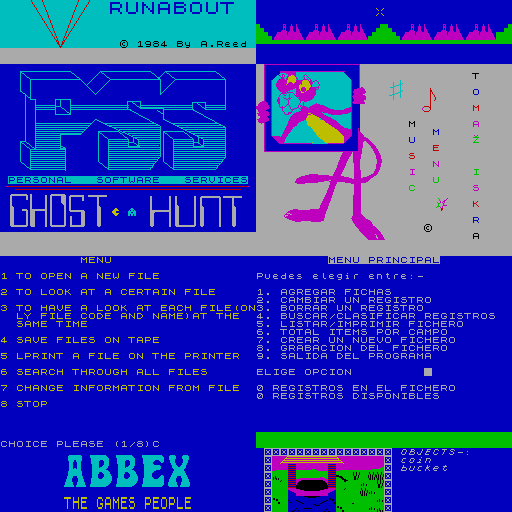 RUNABOUT
© 1984 By A.Reed
PSS
PERSONAL SOFTWARE SERVICES
GHOST HUNT
TOMAŽ ISKRA
MUSIC
MENU
©
MENU
1 TO OPEN A NEW FILE
2 TO LOOK AT A CERTAIN FILE
3 TO HAVE A LOOK AT EACH FILE(ON
LY FILE CODE AND NAME)AT THE
SAME TIME
4 SAVE FILES ON TAPE
5 LPRINT A FILE ON THE PRINTER
6 SEARCH THROUGH ALL FILES
7 CHANGE INFORMATION FROM FILE
8 STOP
CHOICE PLEASE (1/8)C
MENU PRINCIPAL
Puedes elegir entre:-
1. AGREGAR FICHAS
2. CAMBIAR UN REGISTRO
3. BORRAR UN REGISTRO
4. BUSCAR/CLASIFICAR REGISTROS
5. LISTAR/IMPRIMIR FICHERO
6. TOTAL ITEMS POR CAMPO
7. CREAR UN NUEVO FICHERO
8. GRABACION DEL FICHERO
9. SALIDA DEL PROGRAMA
ELIGE OPCION
0 REGISTROS EN EL FICHERO
0 REGISTROS DISPONIBLES
ABBEX
THE GAMES PEOPLE
OBJECTS-:
coin
bucket